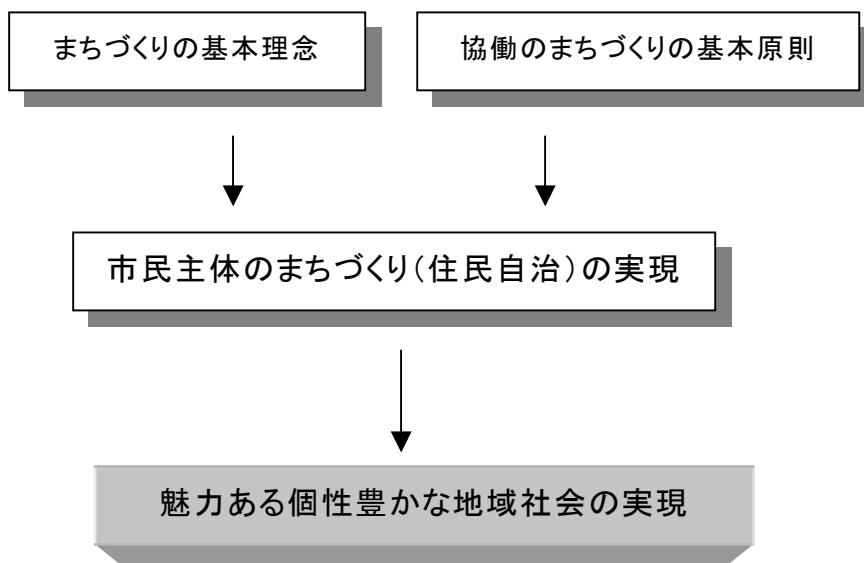 まちづくりの基本理念
協働のまちづくりの基本原則
市民主体のまちづくり(住民自治)の実現
魅力ある個性豊かな地域社会の実現